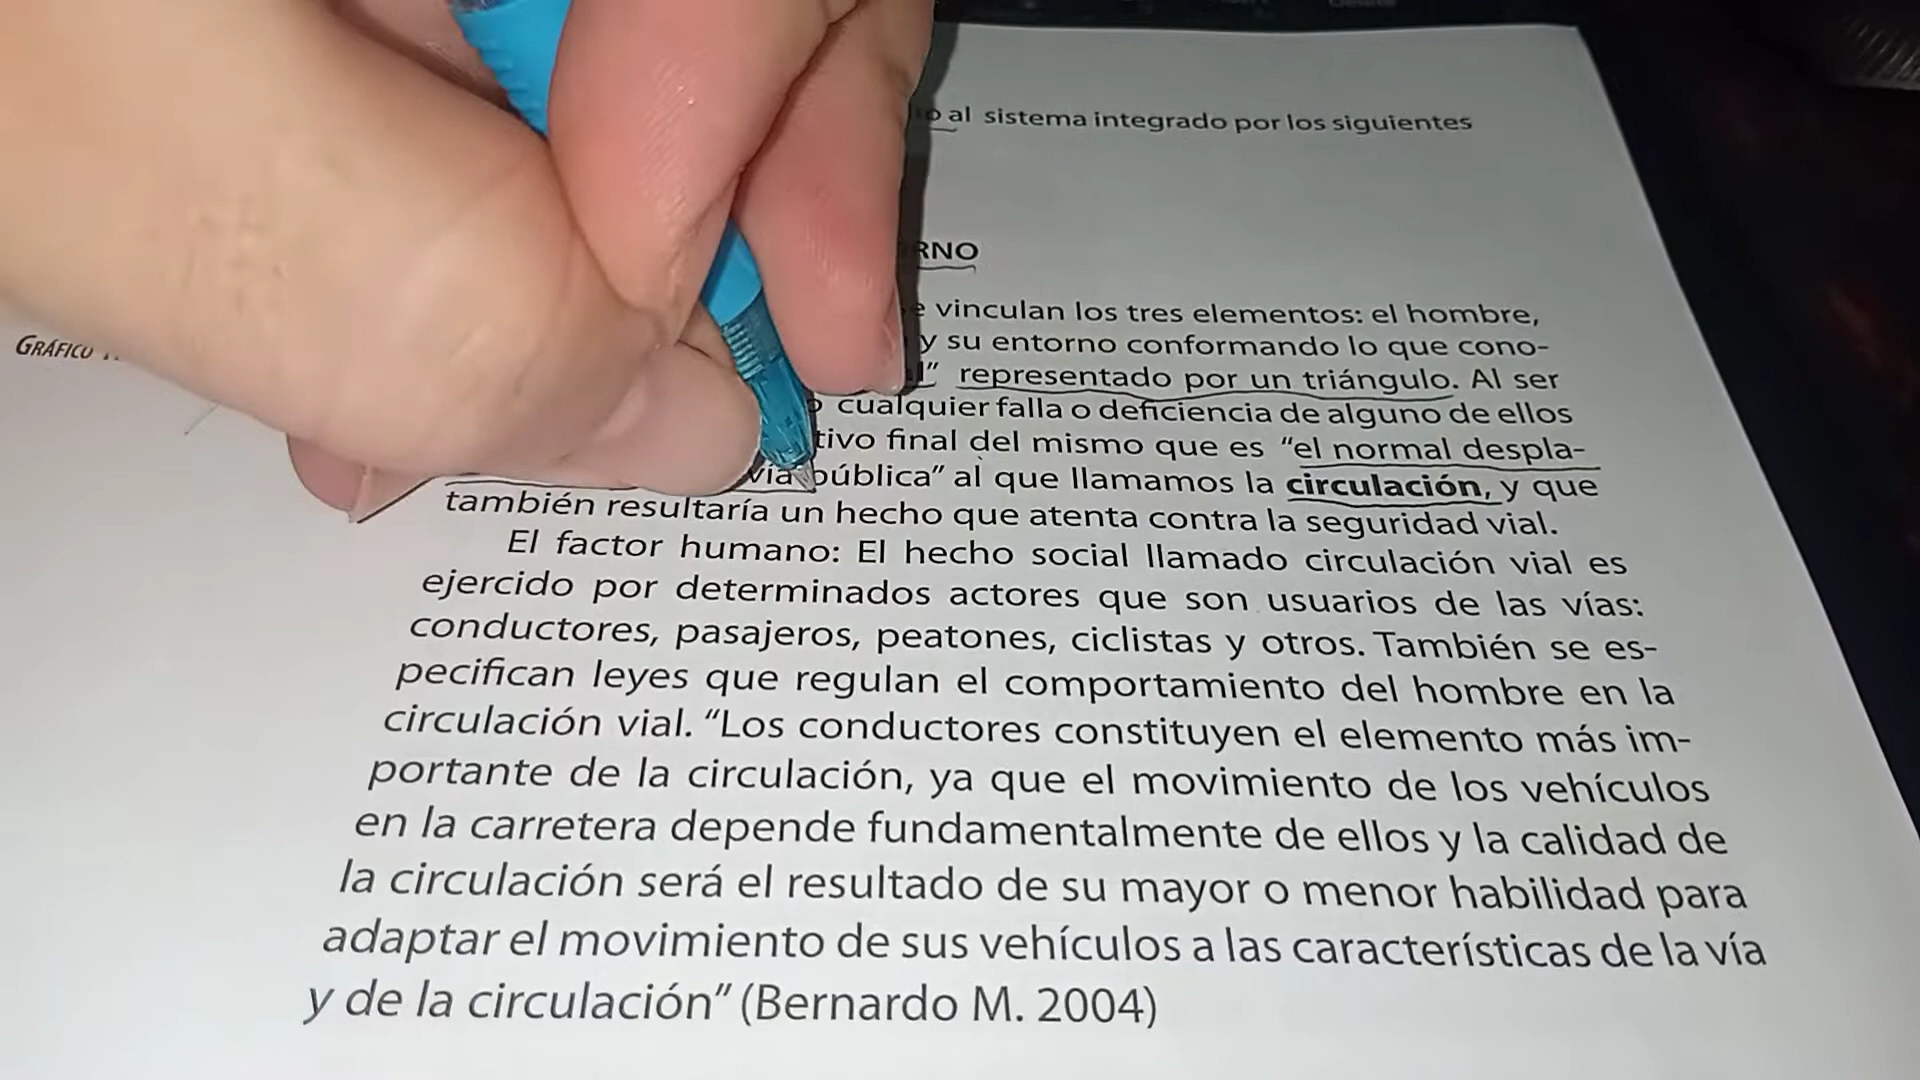 al sistema integrado por los siguientes
vinculan los tres elementos: el hombre,
GRÁFICO
y su entorno conformando lo que cono-
representado por un triángulo. Al ser
cualquier falla o deficiencia de alguno de ellos
final del mismo que es “el normal despla-
vía pública” al que llamamos la circulación, y que
también resultaría un hecho que atenta contra la seguridad vial.
El factor humano: El hecho social llamado circulación vial es
ejercido por determinados actores que son usuarios de las vías:
conductores, pasajeros, peatones, ciclistas y otros. También se es-
pecifican leyes que regulan el comportamiento del hombre en la
circulación vial. “Los conductores constituyen el elemento más im-
portante de la circulación, ya que el movimiento de los vehículos
en la carretera depende fundamentalmente de ellos y la calidad de
la circulación será el resultado de su mayor o menor habilidad para
adaptar el movimiento de sus vehículos a las características de la vía
y de la circulación” (Bernardo M. 2004)